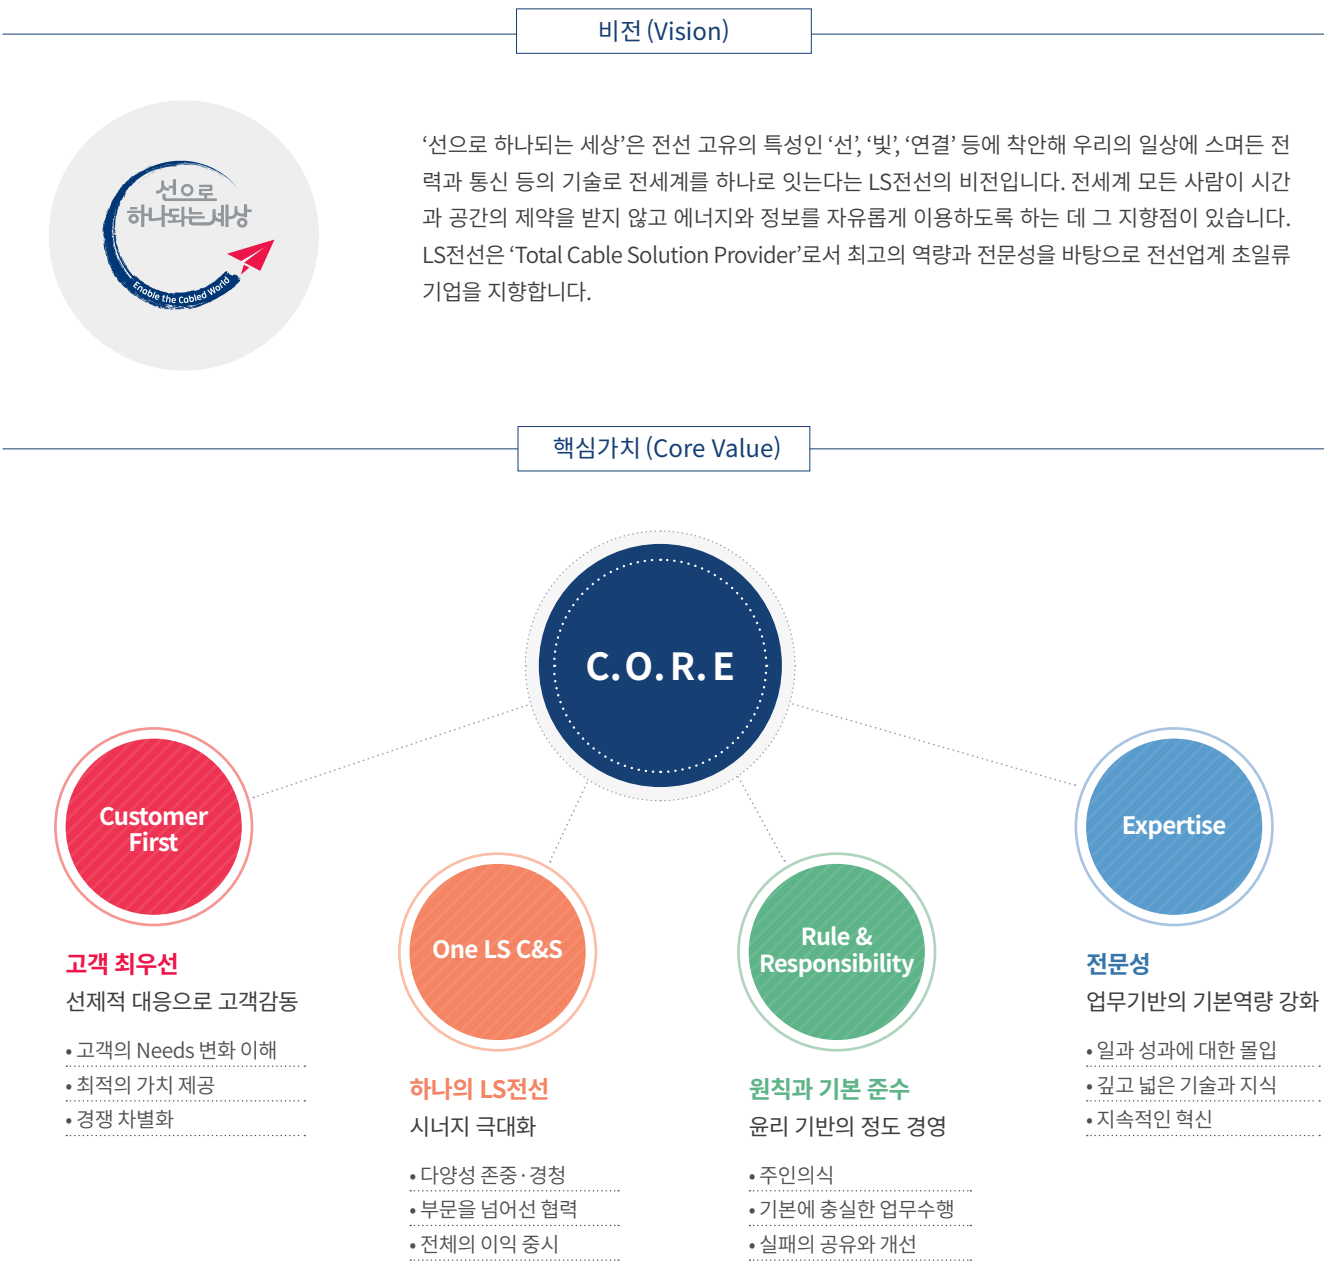 비전 (Vision)
선으로
하나되는 세상
Enable the Cabled World
‘선으로 하나되는 세상’은 전선 고유의 특성인 ‘선’, ‘빛’, ‘연결’ 등에 착안해 우리의 일상에 스며든 전
력과 통신 등의 기술로 전세계를 하나로 잇는다는 LS전선의 비전입니다. 전세계 모든 사람이 시간
과 공간의 제약을 받지 않고 에너지와 정보를 자유롭게 이용하도록 하는 데 그 지향점이 있습니다.
LS전선은 ‘Total Cable Solution Provider’로서 최고의 역량과 전문성을 바탕으로 전선업계 초일류
기업을 지향합니다.
핵심가치 (Core Value)
C.O.R.E
Customer
First
고객 최우선
선제적 대응으로 고객감동
• 고객의 Needs 변화 이해
• 최적의 가치 제공
• 경쟁 차별화
One LS C&S
하나의 LS전선
시너지 극대화
• 다양성 존중·경청
• 부문을 넘어선 협력
• 전체의 이익 중시
Rule &
Responsibility
원칙과 기본 준수
윤리 기반의 정도 경영
• 주인의식
• 기본에 충실한 업무수행
• 실패의 공유와 개선
Expertise
전문성
업무기반의 기본역량 강화
• 일과 성과에 대한 몰입
• 깊고 넓은 기술과 지식
• 지속적인 혁신